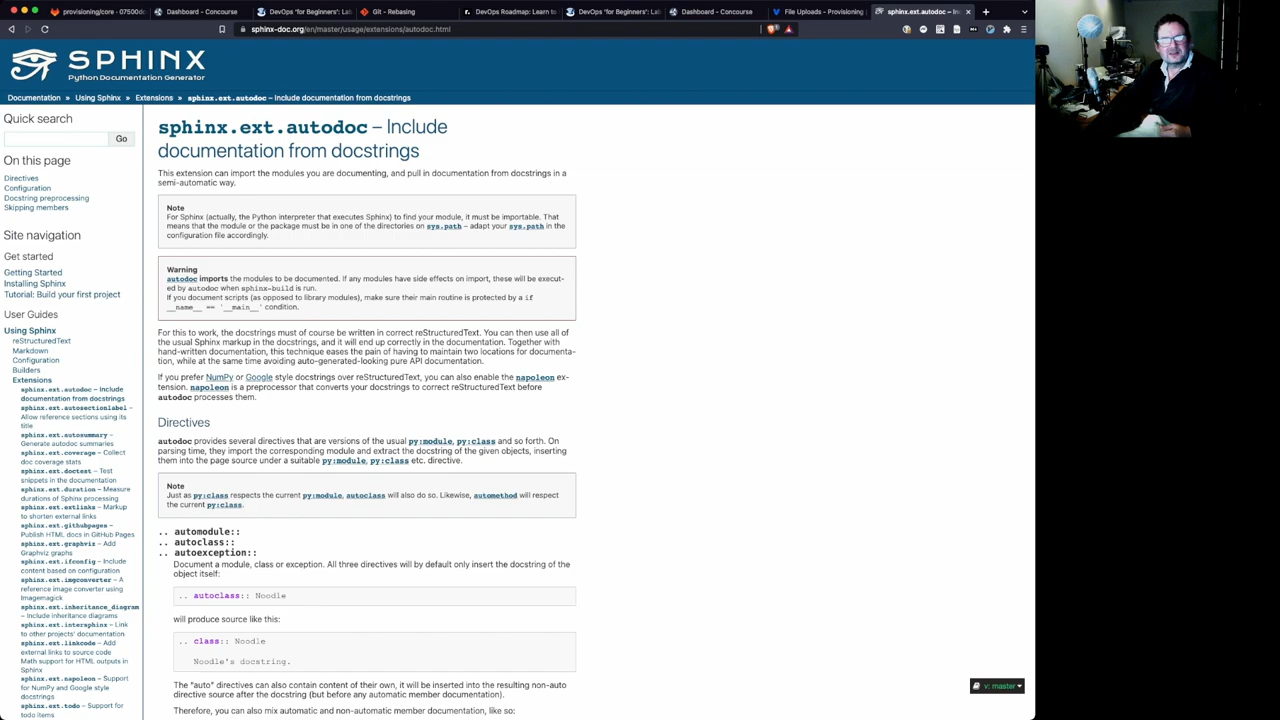 provisioning/core - 07500d
Dashboard - Concourse
DevOps "for Beginners": Lab
Git - Rebasing
DevOps Roadmap: Learn to
DevOps "for Beginners": Lab
Dashboard - Concourse
File Uploads - Provisioning
sphinx.ext.autodoc – In
sphinx-doc.org/en/master/usage/extensions/autodoc.html
SPHINX
Python Documentation Generator
Documentation » Using Sphinx » Extensions » sphinx.ext.autodoc – Include documentation from docstrings
Quick search
Go
On this page
Directives
Configuration
Docstring preprocessing
Skipping members
Site navigation
Get started
Getting Started
Installing Sphinx
Tutorial: Build your first project
User Guides
Using Sphinx
reStructuredText
Markdown
Configuration
Builders
Extensions
sphinx.ext.autodoc – Include
documentation from docstrings
sphinx.ext.autosectionlabel –
Allow reference sections using its
title
sphinx.ext.autosummary –
Generate autodoc summaries
sphinx.ext.coverage – Collect
doc coverage stats
sphinx.ext.doctest – Test
snippets in the documentation
sphinx.ext.duration – Measure
durations of Sphinx processing
sphinx.ext.extlinks – Markup
to shorten external links
sphinx.ext.githubpages –
Publish HTML docs in GitHub Pages
sphinx.ext.graphviz – Add
Graphviz graphs
sphinx.ext.ifconfig – Include
content based on configuration
sphinx.ext.imgconverter – A
reference image converter using
Imagemagick
sphinx.ext.inheritance_diagram
– Include inheritance diagrams
sphinx.ext.intersphinx – Link
to other projects' documentation
sphinx.ext.linkcode – Add
external links to source code
Math support for HTML outputs in
Sphinx
sphinx.ext.napoleon – Support
for NumPy and Google style
docstrings
sphinx.ext.todo – Support for
todo items
sphinx.ext.autodoc – Include
documentation from docstrings
This extension can import the modules you are documenting, and pull in documentation from docstrings in a
semi-automatic way.
Note
For Sphinx (actually, the Python interpreter that executes Sphinx) to find your module, it must be importable. That
means that the module or the package must be in one of the directories on sys.path – adapt your sys.path in the
configuration file accordingly.
Warning
autodoc imports the modules to be documented. If any modules have side effects on import, these will be execut-
ed by autodoc when sphinx-build is run.
If you document scripts (as opposed to library modules), make sure their main routine is protected by a if
__name__ == '__main__' condition.
For this to work, the docstrings must of course be written in correct reStructuredText. You can then use all of
the usual Sphinx markup in the docstrings, and it will end up correctly in the documentation. Together with
hand-written documentation, this technique eases the pain of having to maintain two locations for documenta-
tion, while at the same time avoiding auto-generated-looking pure API documentation.
If you prefer NumPy or Google style docstrings over reStructuredText, you can also enable the napoleon ex-
tension. napoleon is a preprocessor that converts your docstrings to correct reStructuredText before
autodoc processes them.
Directives
autodoc provides several directives that are versions of the usual py:module, py:class and so forth. On
parsing time, they import the corresponding module and extract the docstring of the given objects, inserting
them into the page source under a suitable py:module, py:class etc. directive.
Note
Just as py:class respects the current py:module, autoclass will also do so. Likewise, automethod will respect
the current py:class.
.. automodule::
.. autoclass::
.. autoexception::
Document a module, class or exception. All three directives will by default only insert the docstring of the
object itself:
.. autoclass:: Noodle
will produce source like this:
.. class:: Noodle
Noodle's docstring.
The "auto" directives can also contain content of their own, it will be inserted into the resulting non-auto
directive source after the docstring (but before any automatic member documentation).
Therefore, you can also mix automatic and non-automatic member documentation, like so:
v: master